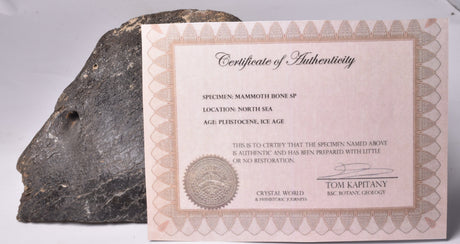 Certificate of Authenticity
SPECIMEN: MAMMOTH BONE SP
LOCATION: NORTH SEA
AGE: PLEISTOCENE, ICE AGE
THIS IS TO CERTIFY THAT THE SPECIMEN NAMED ABOVE
IS AUTHENTIC AND HAS BEEN PREPARED WITH LITTLE
OR NO RESTORATION.
CRYSTAL WORLD
& PREHISTORIC JOURNEYS
TOM KAPITANY
BSC. BOTANY, GEOLOGY